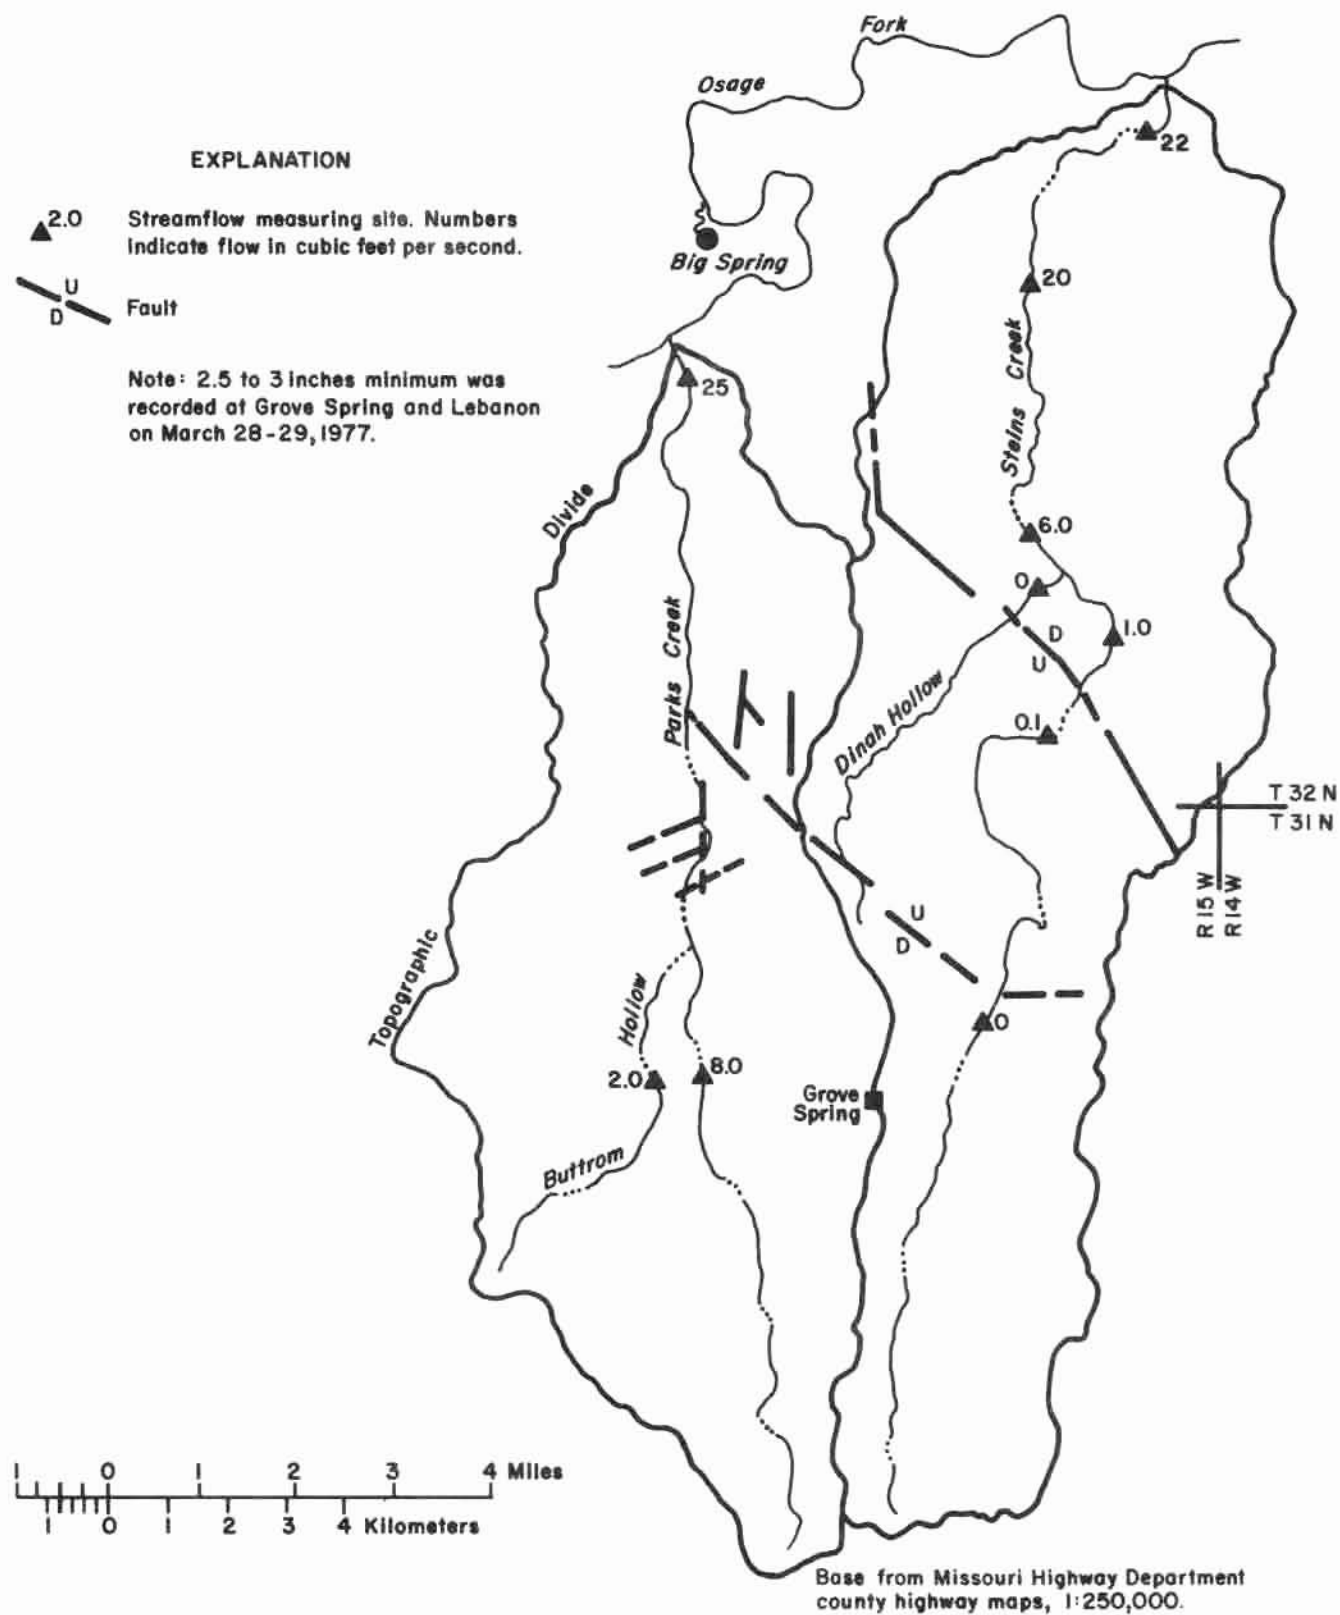 Fork
Osage
EXPLANATION
22
2.0
Streamflow measuring site. Numbers
indicate flow in cubic feet per second.
Big Spring
20
U
D
Fault
Steins Creek
Note: 2.5 to 3 inches minimum was
recorded at Grove Spring and Lebanon
on March 28-29, 1977.
25
Divide
6.0
0
1.0
D
U
Parks Creek
Dinah Hollow
0.1
T 32 N
T 31 N
R 15 W
R 14 W
U
D
Topographic
Hollow
0
2.0
8.0
Grove
Spring
Buttrom
1 0 1 2 3 4 Miles
1 0 1 2 3 4 Kilometers
Base from Missouri Highway Department
county highway maps, 1:250,000.